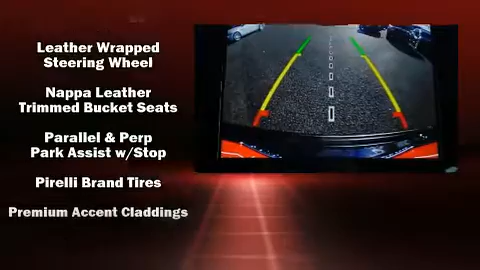 Leather Wrapped
Steering Wheel
Nappa Leather
Trimmed Bucket Seats
Parallel & Perp
Park Assist w/Stop
Pirelli Brand Tires
Premium Accent Claddings